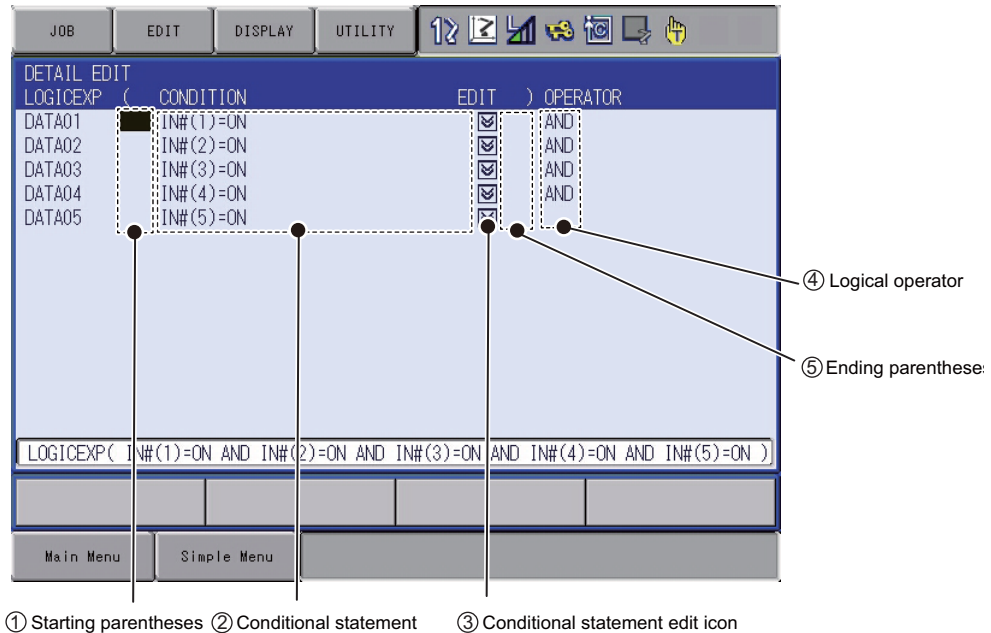 JOB EDIT DISPLAY UTILITY
DETAIL EDIT
LOGICEXP ( CONDITION EDIT ) OPERATOR
DATA01 IN#(1)=ON AND
DATA02 IN#(2)=ON AND
DATA03 IN#(3)=ON AND
DATA04 IN#(4)=ON AND
DATA05 IN#(5)=ON
④ Logical operator
⑤ Ending parentheses
LOGICEXP( IN#(1)=ON AND IN#(2)=ON AND IN#(3)=ON AND IN#(4)=ON AND IN#(5)=ON )
Main Menu Simple Menu
① Starting parentheses ② Conditional statement ③ Conditional statement edit icon